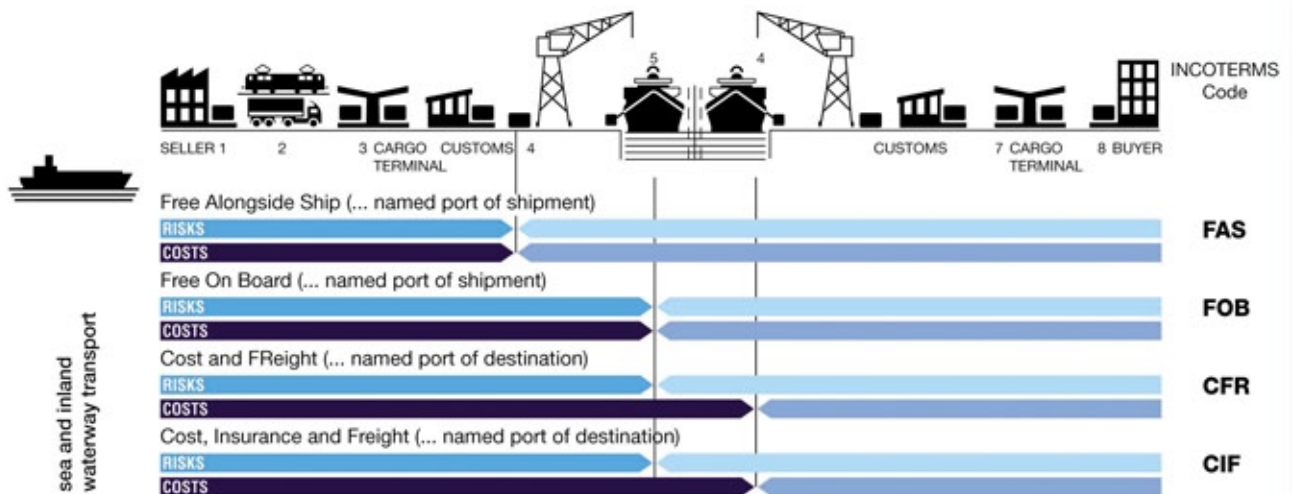 5 4
INCOTERMS
Code
SELLER 1 2 3 CARGO TERMINAL CUSTOMS 4 CUSTOMS 7 CARGO TERMINAL 8 BUYER
Free Alongside Ship (... named port of shipment)
RISKS
COSTS
FAS
Free On Board (... named port of shipment)
RISKS
COSTS
FOB
Cost and FReight (... named port of destination)
RISKS
COSTS
CFR
Cost, Insurance and Freight (... named port of destination)
RISKS
COSTS
CIF
sea and inland
waterway transport